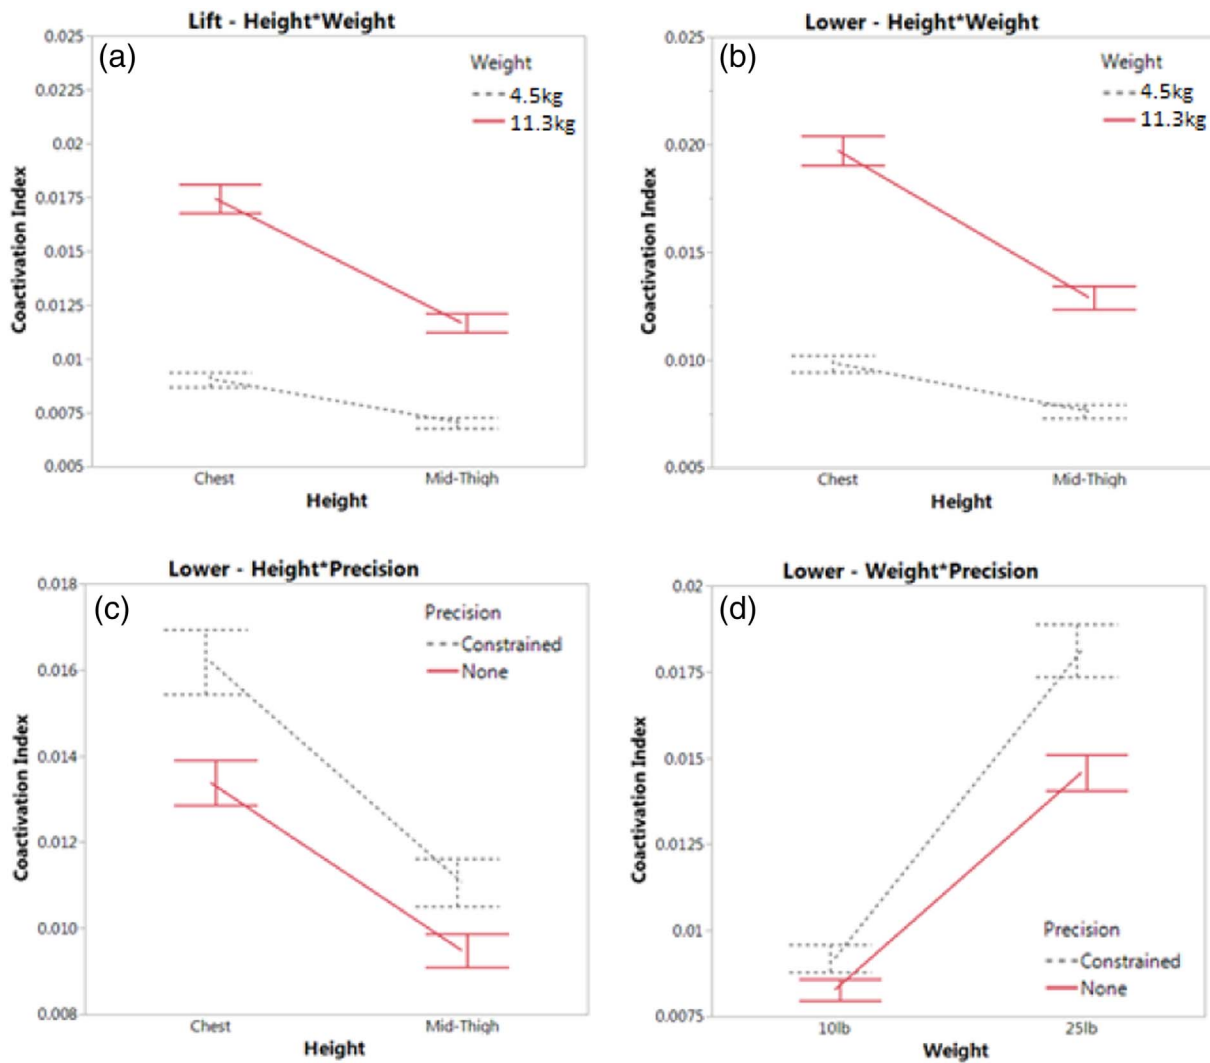 Lift - Height*Weight
(a)
Weight
4.5kg
11.3kg
0.025
0.0225
0.02
0.0175
0.015
0.0125
0.01
0.0075
0.005
Coactivation Index
Chest
Mid-Thigh
Height
Lower - Height*Weight
(b)
Weight
4.5kg
11.3kg
0.025
0.020
0.015
0.010
0.005
Coactivation Index
Chest
Mid-Thigh
Height
Lower - Height*Precision
(c)
Precision
Constrained
None
0.018
0.016
0.014
0.012
0.010
0.008
Coactivation Index
Chest
Mid-Thigh
Height
Lower - Weight*Precision
(d)
0.02
0.0175
0.015
0.0125
0.01
0.0075
Coactivation Index
Precision
Constrained
None
10lb
25lb
Weight